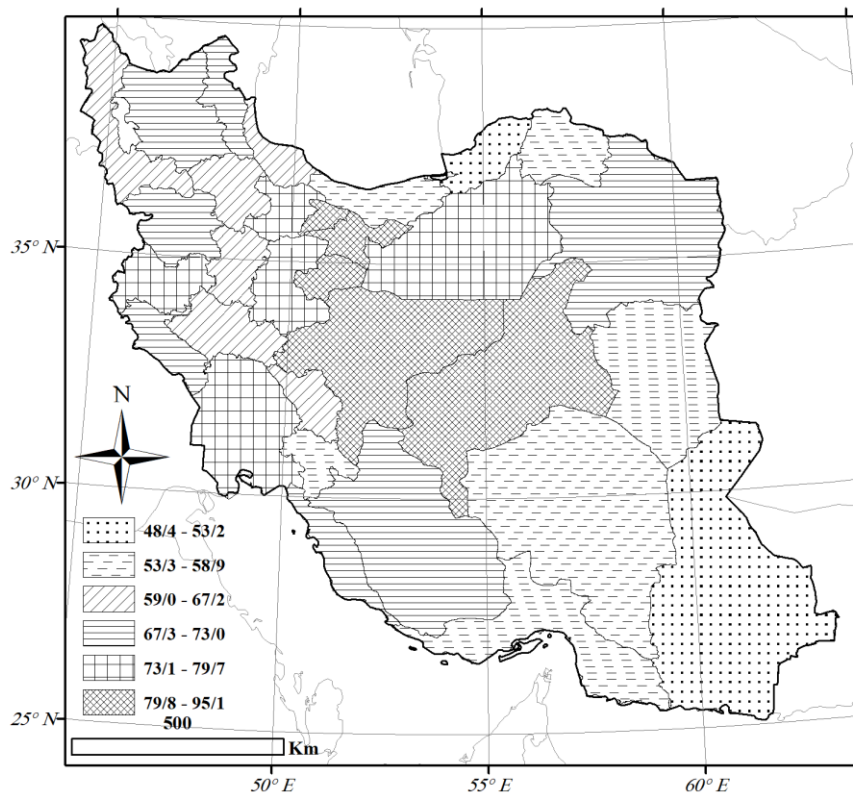 35° N
N
30° N
48/4 - 53/2
53/3 - 58/9
59/0 - 67/2
67/3 - 73/0
73/1 - 79/7
79/8 - 95/1
500
25° N
Km
50° E
55° E
60° E